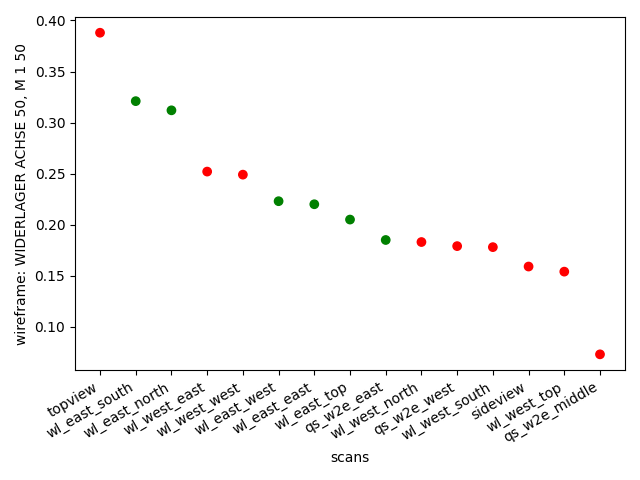 wireframe: WIDERLAGER ACHSE 50, M 1 50
0.40
0.35
0.30
0.25
0.20
0.15
0.10
topview
wl_east_south
wl_east_north
wl_west_east
wl_west_west
wl_east_west
wl_east_east
wl_east_top
qs_w2e_east
wl_west_north
qs_w2e_west
wl_west_south
sideview
wl_west_top
qs_w2e_middle
scans